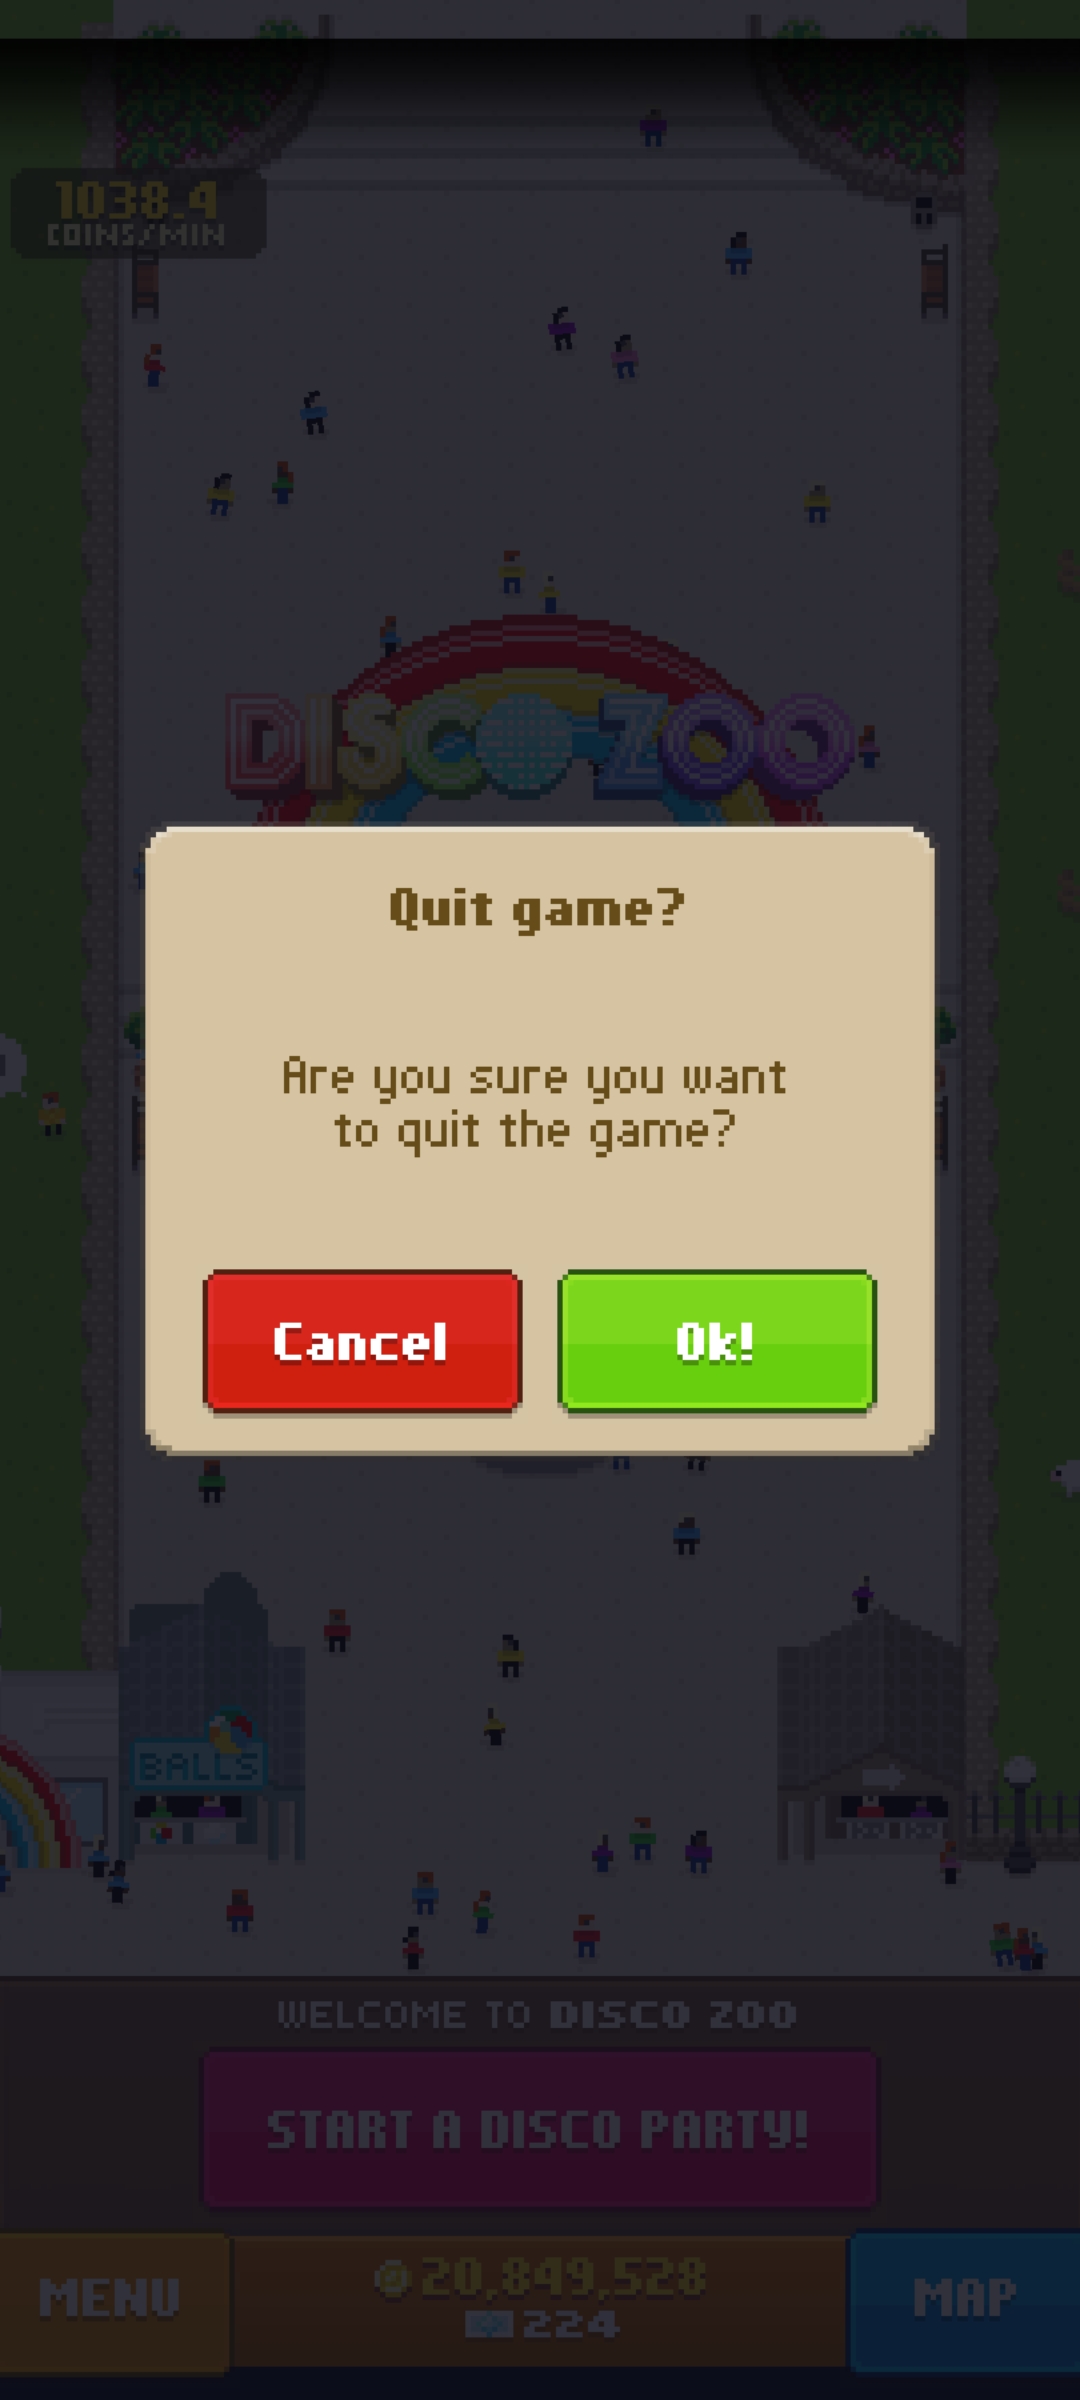 1038.4
COINS/MIN
DISCO ZOO
Quit game?
Are you sure you want
to quit the game?
Cancel
Ok!
BALLS
WELCOME TO DISCO ZOO
START A DISCO PARTY!
MENU
20,849,528
224
MAP